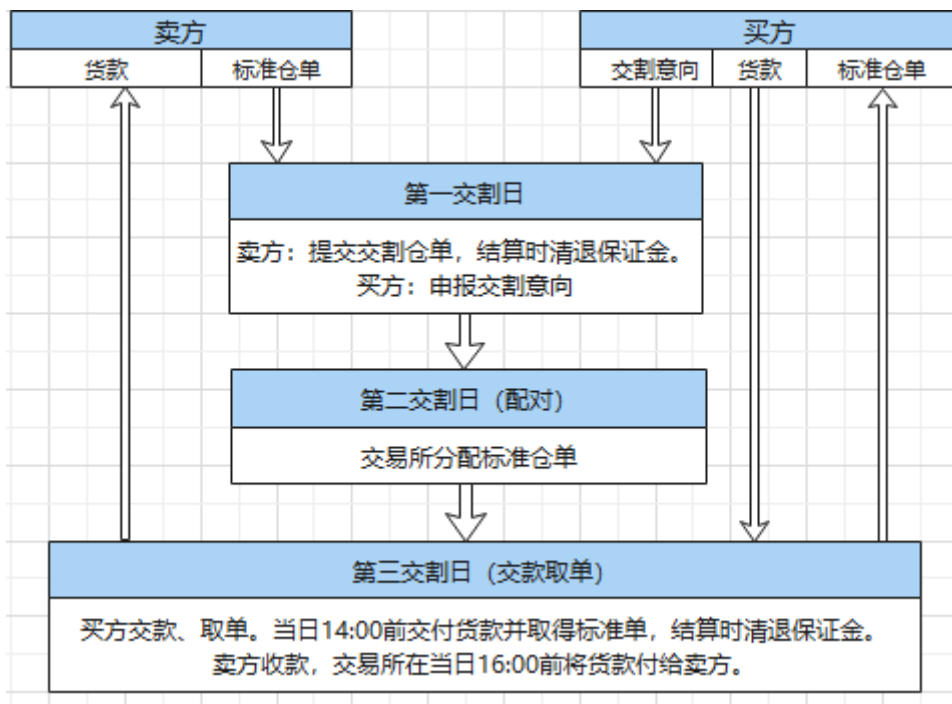 卖方
货款 标准仓单
买方
交割意向 货款 标准仓单
第一交割日
卖方：提交交割仓单，结算时清退保证金。
买方：申报交割意向
第二交割日（配对）
交易所分配标准仓单
第三交割日（交款取单）
买方交款、取单。当日14:00前交付货款并取得标准单，结算时清退保证金。
卖方收款，交易所在当日16:00前将货款付给卖方。